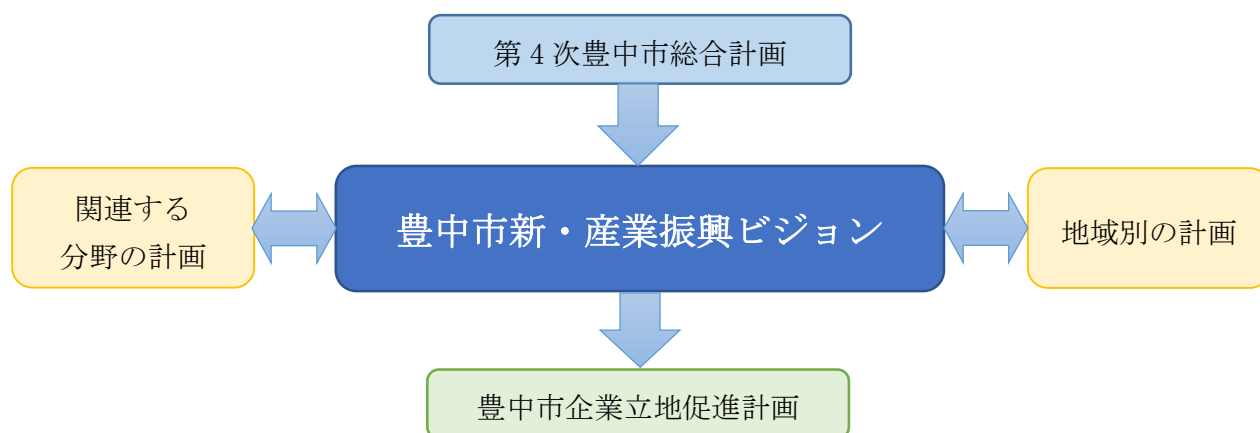 第４次豊中市総合計画
関連する
分野の計画
豊中市新・産業振興ビジョン
地域別の計画
豊中市企業立地促進計画